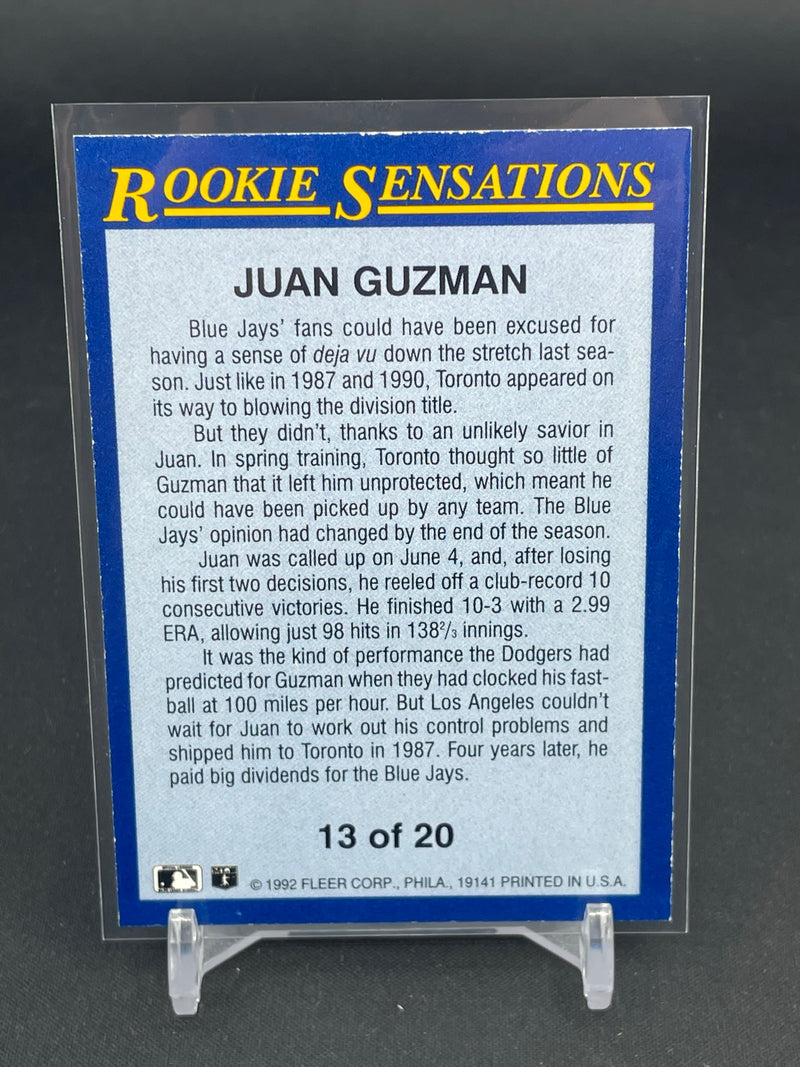 ROOKIE SENSATIONS
JUAN GUZMAN
Blue Jays' fans could have been excused for
having a sense of deja vu down the stretch last sea-
son. Just like in 1987 and 1990, Toronto appeared on
its way to blowing the division title.
But they didn't, thanks to an unlikely savior in
Juan. In spring training, Toronto thought so little of
Guzman that it left him unprotected, which meant he
could have been picked up by any team. The Blue
Jays' opinion had changed by the end of the season.
Juan was called up on June 4, and, after losing
his first two decisions, he reeled off a club-record 10
consecutive victories. He finished 10-3 with a 2.99
ERA, allowing just 98 hits in 138²/₃ innings.
It was the kind of performance the Dodgers had
predicted for Guzman when they had clocked his fast-
ball at 100 miles per hour. But Los Angeles couldn't
wait for Juan to work out his control problems and
shipped him to Toronto in 1987. Four years later, he
paid big dividends for the Blue Jays.
13 of 20
© 1992 FLEER CORP., PHILA., 19141 PRINTED IN U.S.A.